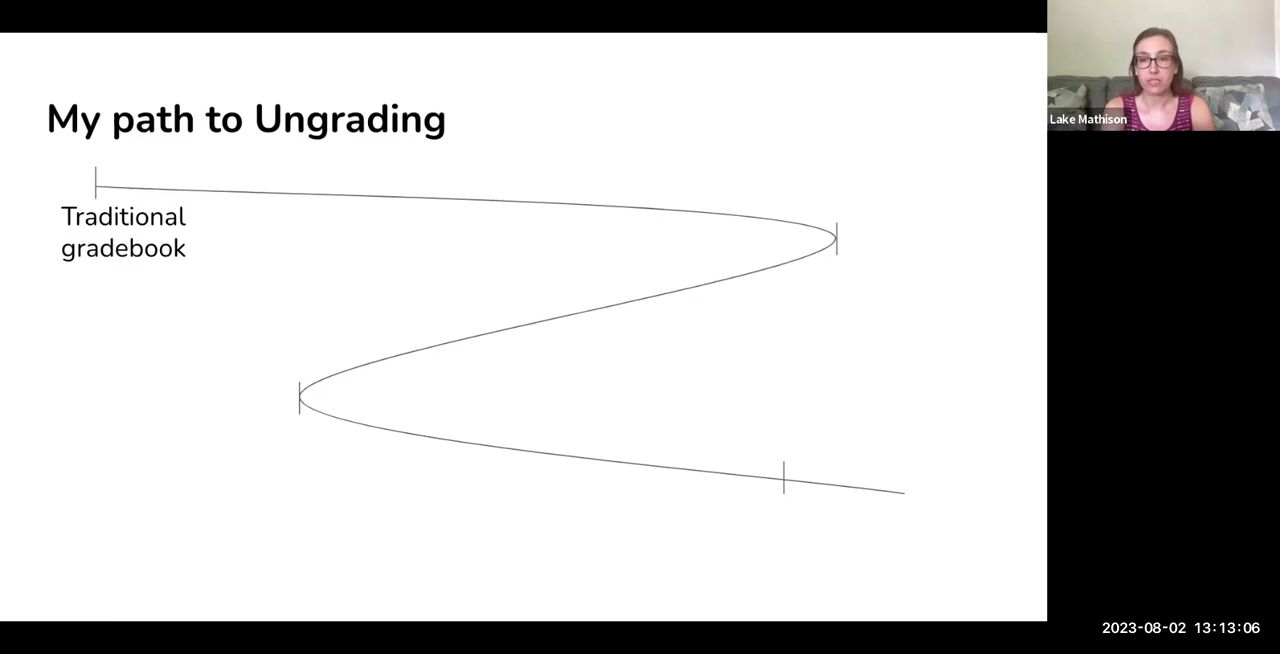 My path to Ungrading
Traditional
gradebook
Lake Mathison
2023-08-02 13:13:06